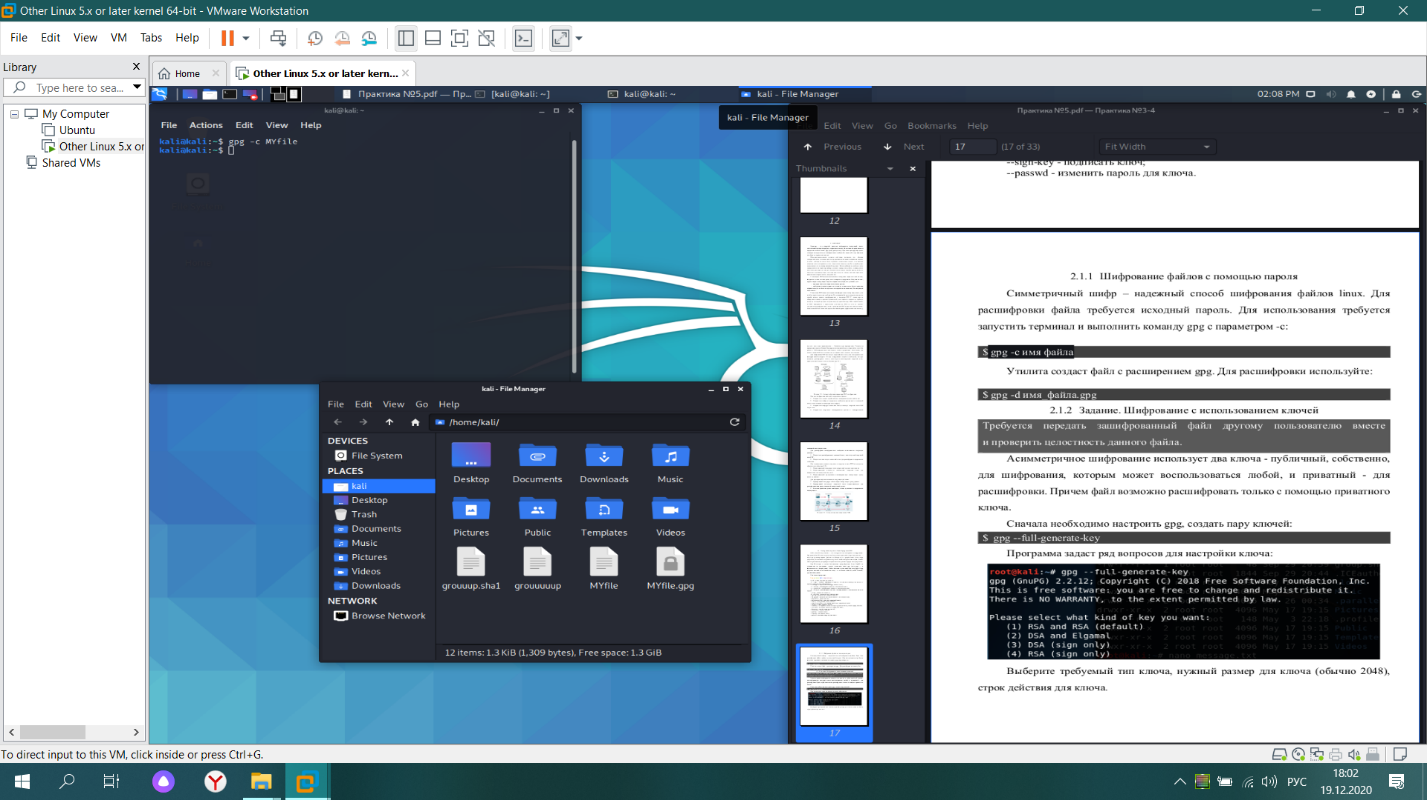 Other Linux 5.x or later kernel 64-bit - VMware Workstation
File Edit View VM Tabs Help
Library
Type here to sea...
My Computer
Ubuntu
Other Linux 5.x or
Shared VMs
Home
Other Linux 5.x or later kern...
Практика №5.pdf — Пр...
[kali@kali: ~]
kali@kali: ~
kali - File Manager
02:08 PM
kali@kali: ~
File Actions Edit View Help
kali@kali:~$ gpg -c MYfile
kali@kali:~$
kali - File Manager
Практика №5.pdf — Практика №3-4
Edit View Go Bookmarks Help
Previous Next 17 (17 of 33) Fit Width
Thumbnails
12
13
14
15
16
17
--sign-key - подписать ключ;
--passwd - изменить пароль для ключа.
2.1.1 Шифрование файлов с помощью пароля
Симметричный шифр – надежный способ шифрования файлов linux. Для
расшифровки файла требуется исходный пароль. Для использования требуется
запустить терминал и выполнить команду gpg с параметром -c:
$ gpg -c имя файла
Утилита создаст файл с расширением gpg. Для расшифровки используйте:
$ gpg -d имя_файла.gpg
2.1.2 Задание. Шифрование с использованием ключей
Требуется передать зашифрованный файл другому пользователю вместе
и проверить целостность данного файла.
Асимметричное шифрование использует два ключа - публичный, собственно,
для шифрования, которым может воспользоваться любой, и приватный - для
расшифровки. Причем файл возможно расшифровать только с помощью приватного
ключа.
Сначала необходимо настроить gpg, создать пару ключей:
$ gpg --full-generate-key
Программа задаст ряд вопросов для настройки ключа:
root@kali:~# gpg --full-generate-key
gpg (GnuPG) 2.2.12; Copyright (C) 2018 Free Software Foundation, Inc.
This is free software: you are free to change and redistribute it.
There is NO WARRANTY, to the extent permitted by law.
Please select what kind of key you want:
(1) RSA and RSA (default)
(2) DSA and Elgamal
(3) DSA (sign only)
(4) RSA (sign only)
Выберите требуемый тип ключа, нужный размер для ключа (обычно 2048),
строк действия для ключа.
kali - File Manager
File Edit View Go Help
/home/kali/
DEVICES
File System
PLACES
kali
Desktop
Trash
Documents
Music
Pictures
Videos
Downloads
NETWORK
Browse Network
Desktop Documents Downloads Music
Pictures Public Templates Videos
grouuup.sha1 grouuuup MYfile MYfile.gpg
12 items: 1.3 KiB (1,309 bytes), Free space: 1.3 GiB
To direct input to this VM, click inside or press Ctrl+G.
РУС
18:02
19.12.2020